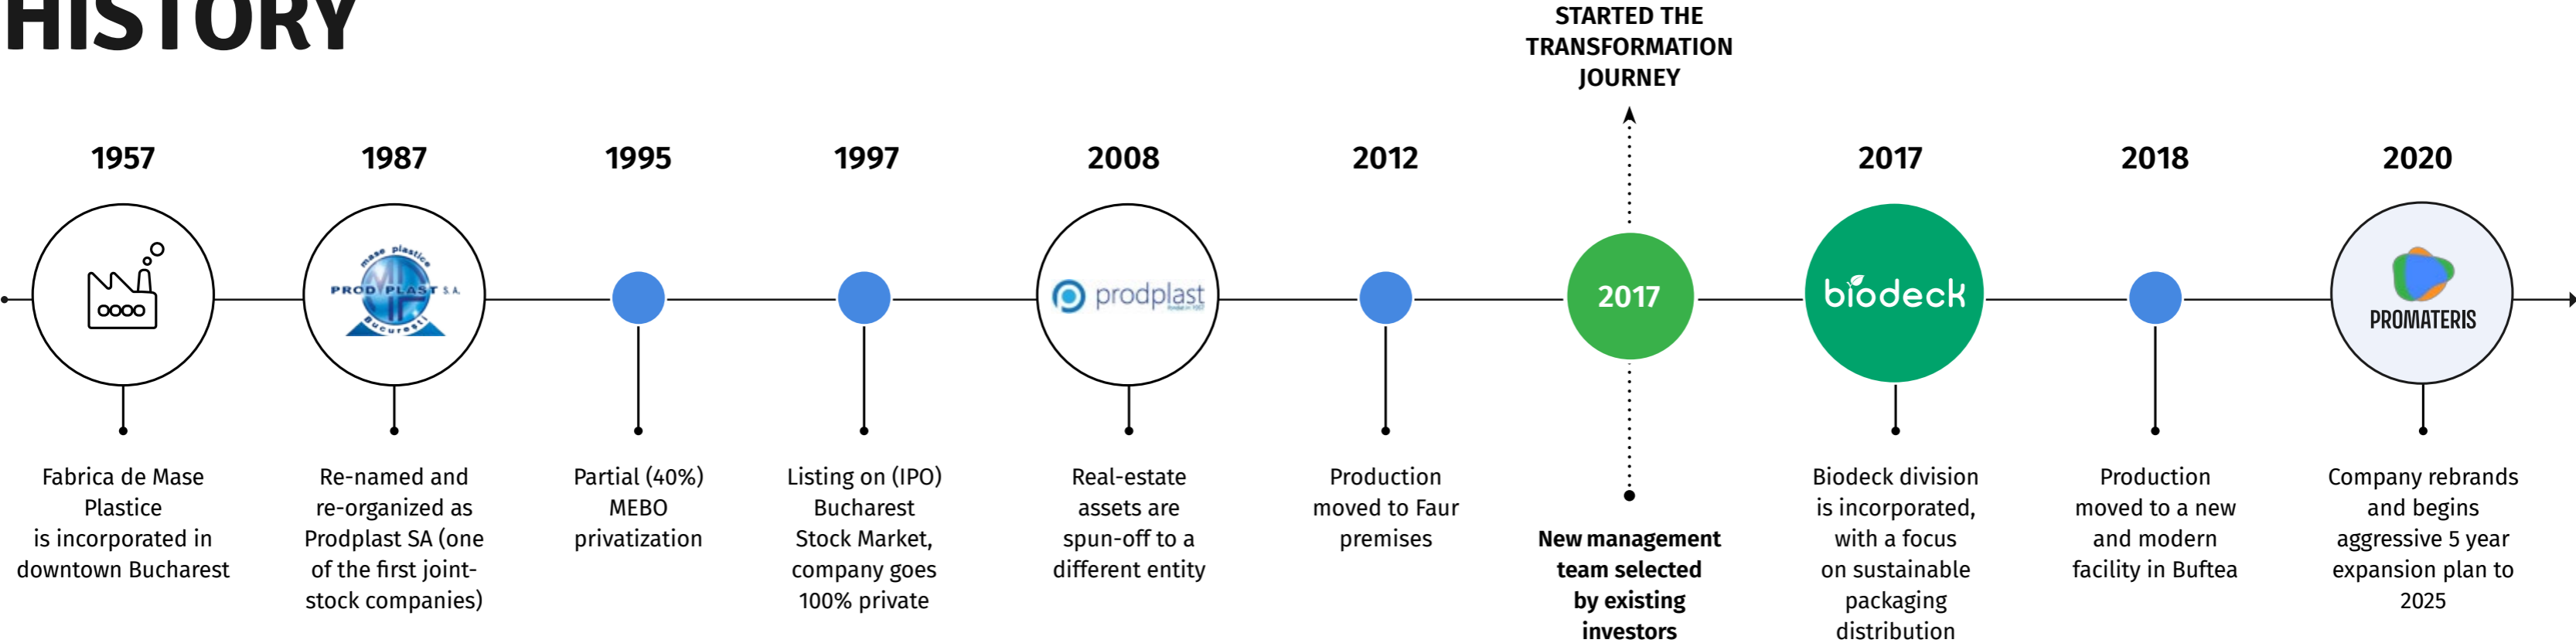 HISTORY
STARTED THE
TRANSFORMATION
JOURNEY
1957
Fabrica de Mase
Plastice
is incorporated in
downtown Bucharest
1987
mase plastice
PRODPLAST S.A.
Bucuresti
Re-named and
re-organized as
Prodplast SA (one
of the first joint-
stock companies)
1995
Partial (40%)
MEBO
privatization
1997
Listing on (IPO)
Bucharest
Stock Market,
company goes
100% private
2008
prodplast
Real-estate
assets are
spun-off to a
different entity
2012
Production
moved to Faur
premises
2017
New management
team selected
by existing
investors
2017
biodeck
Biodeck division
is incorporated,
with a focus
on sustainable
packaging
distribution
2018
Production
moved to a new
and modern
facility in Buftea
2020
PROMATERIS
Company rebrands
and begins
aggressive 5 year
expansion plan to
2025